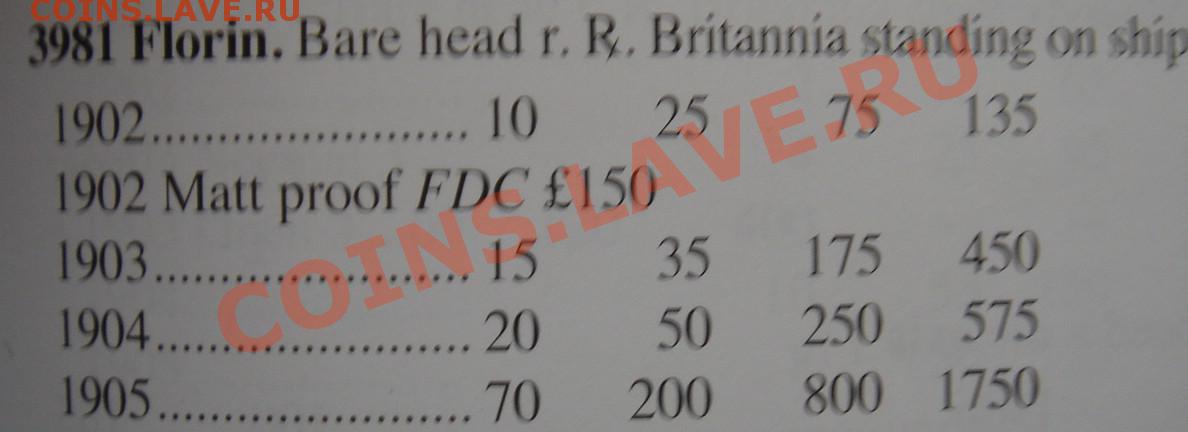 COINS.LAVE.RU
3981 Florin. Bare head r. ℞. Britannia standing on ship
1902........................ 10 25 75 135
1902 Matt proof FDC £150
1903........................ 15 35 175 450
1904........................ 20 50 250 575
1905........................ 70 200 800 1750
COINS.LAVE.RU